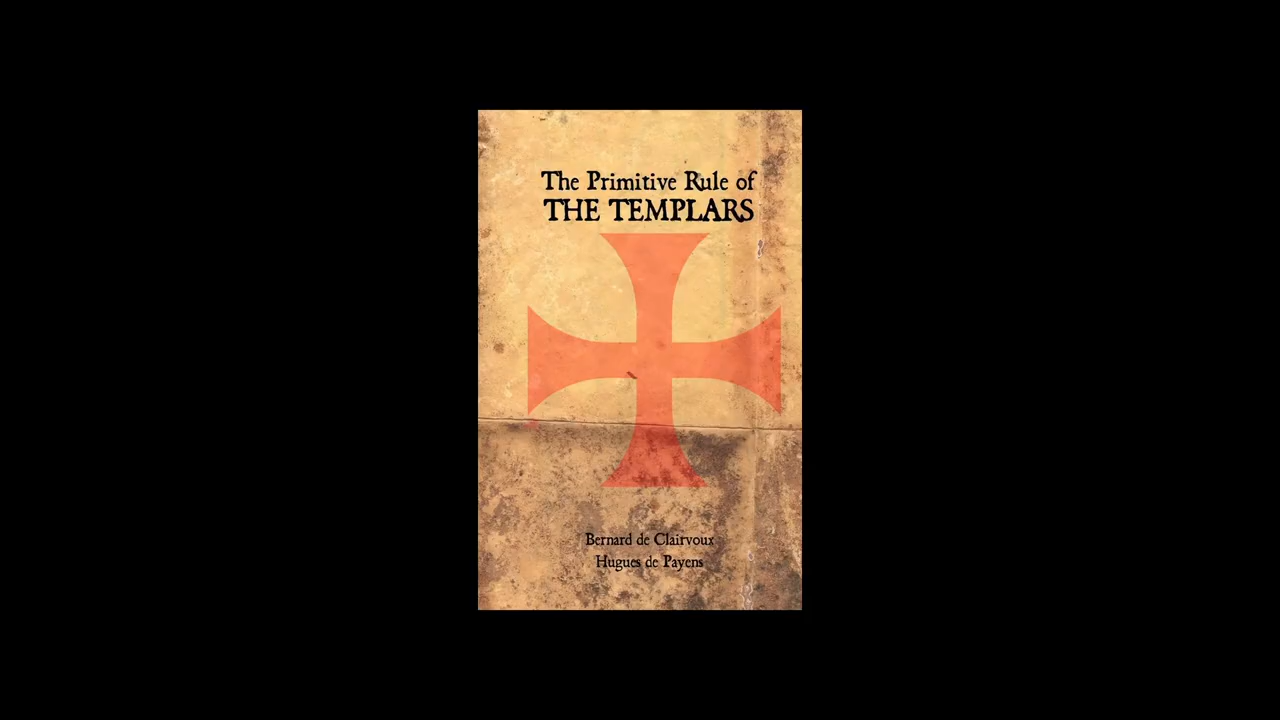 The Primitive Rule of
THE TEMPLARS
Bernard de Clairvoux
Hugues de Payens